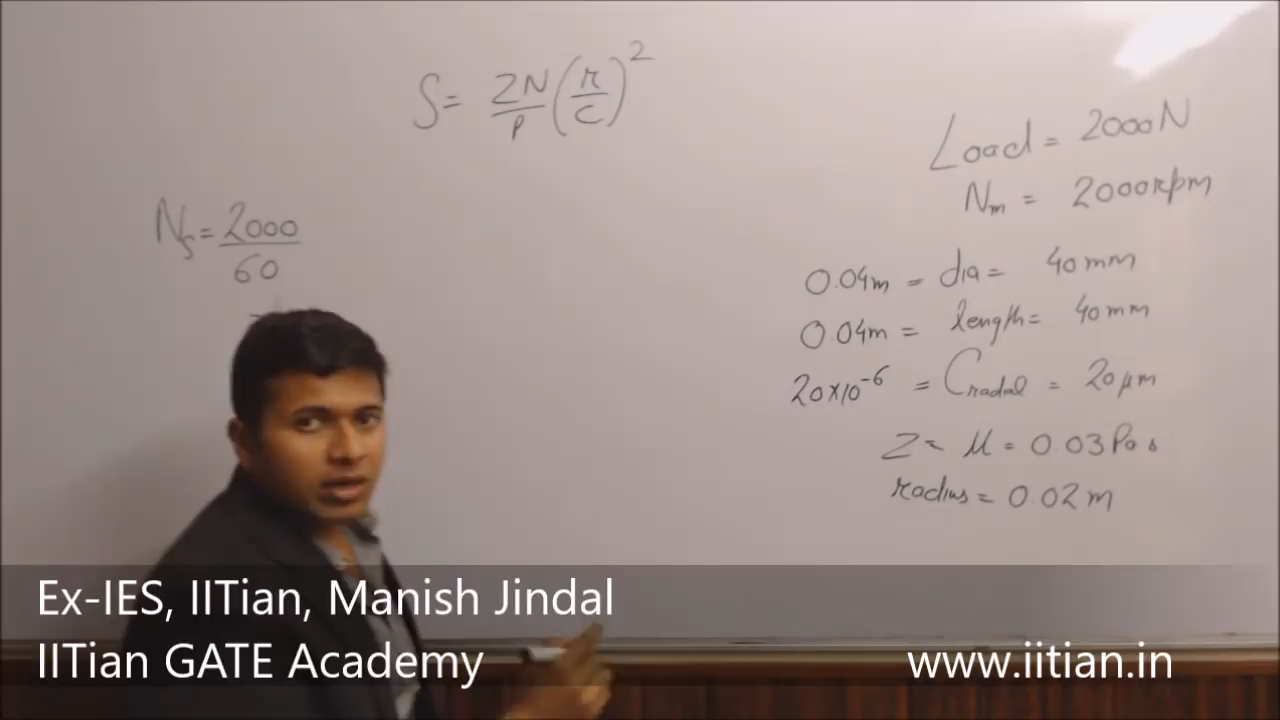 S = ZN/P (r/C)²
Load = 2000N
Nₘ = 2000rpm
Nₛ = 2000/60
0.04m = dia = 40mm
0.04m = length = 40mm
20x10⁻⁶ = Cradial = 20μm
Z = μ = 0.03Pas
radius = 0.02m
Ex-IES, IITian, Manish Jindal
IITian GATE Academy
www.iitian.in